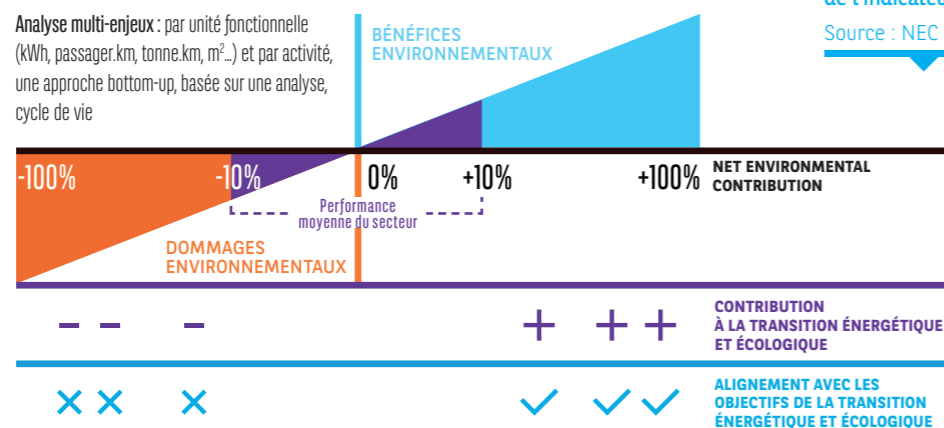 Analyse multi-enjeux : par unité fonctionnelle
(kWh, passager.km, tonne.km, m²…) et par activité,
une approche bottom-up, basée sur une analyse,
cycle de vie
BÉNÉFICES
ENVIRONNEMENTAUX
de l'indicateu
Source : NEC
-100%
-10%
0%
+10%
+100%
NET ENVIRONMENTAL
CONTRIBUTION
Performance
moyenne du secteur
DOMMAGES
ENVIRONNEMENTAUX
– –
–
+
+ +
CONTRIBUTION
À LA TRANSITION ÉNERGÉTIQUE
ET ÉCOLOGIQUE
ALIGNEMENT AVEC LES
OBJECTIFS DE LA TRANSITION
ÉNERGÉTIQUE ET ÉCOLOGIQUE